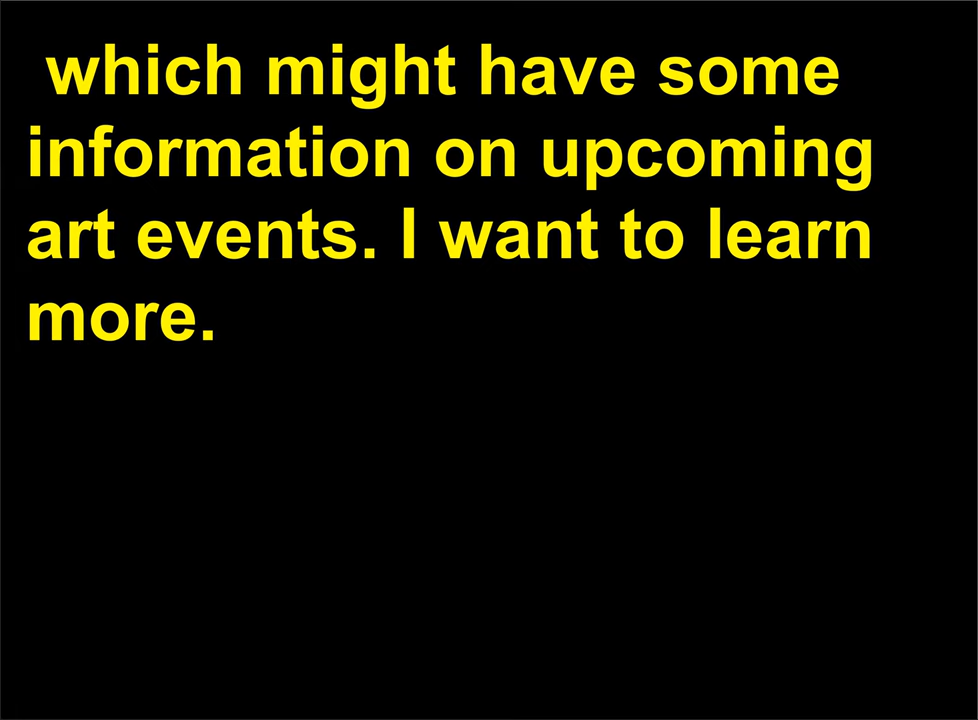 which might have some
information on upcoming
art events. I want to learn
more.